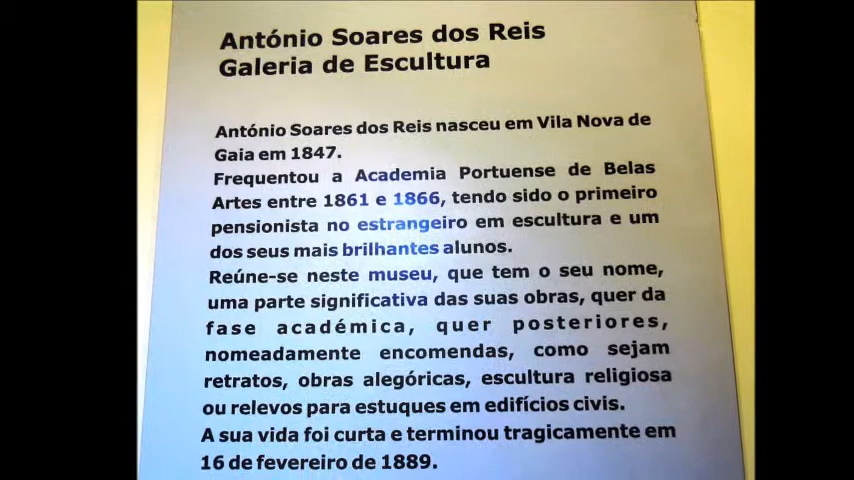 António Soares dos Reis
Galeria de Escultura
António Soares dos Reis nasceu em Vila Nova de
Gaia em 1847.
Frequentou a Academia Portuense de Belas
Artes entre 1861 e 1866, tendo sido o primeiro
pensionista no estrangeiro em escultura e um
dos seus mais brilhantes alunos.
Reúne-se neste museu, que tem o seu nome,
uma parte significativa das suas obras, quer da
fase académica, quer posteriores,
nomeadamente encomendas, como sejam
retratos, obras alegóricas, escultura religiosa
ou relevos para estuques em edifícios civis.
A sua vida foi curta e terminou tragicamente em
16 de fevereiro de 1889.